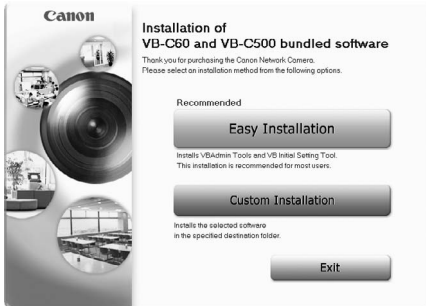 Canon
Installation of
VB-C60 and VB-C500 bundled software
Thank you for purchasing the Canon Network Camera.
Please select an installation method from the following options.
Recommended
Easy Installation
Installs VBAdmin Tools and VB Initial Setting Tool.
This installation is recommended for most users.
Custom Installation
Installs the selected software
in the specified destination folder.
Exit